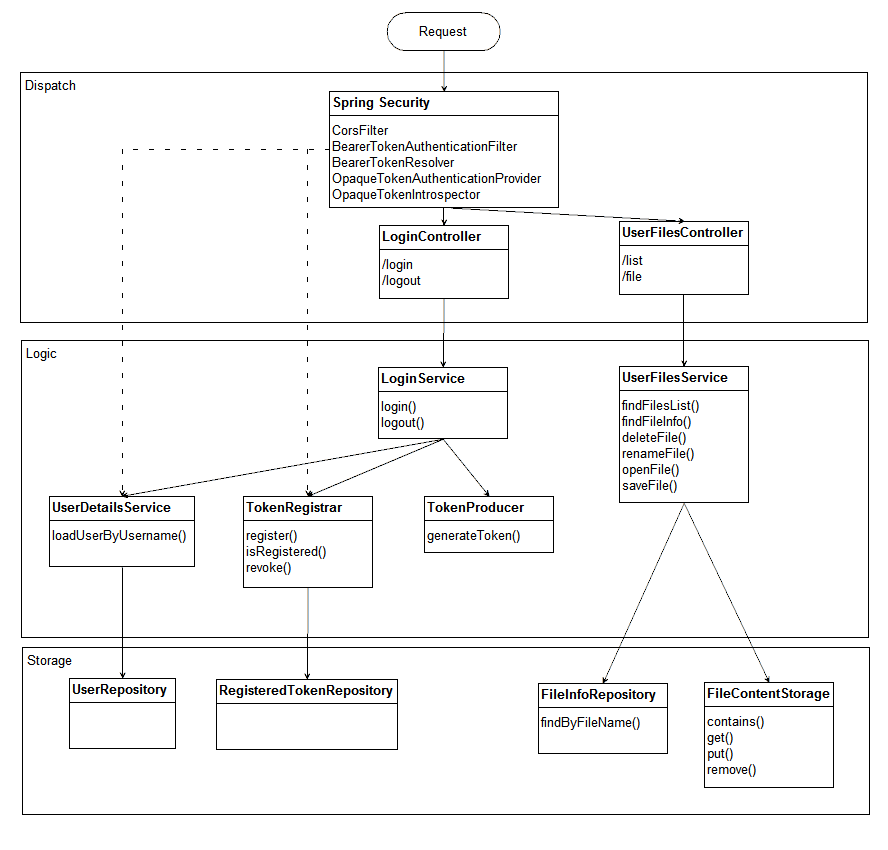 Request
Dispatch
Spring Security
CorsFilter
BearerTokenAuthenticationFilter
BearerTokenResolver
OpaqueTokenAuthenticationProvider
OpaqueTokenIntrospector
LoginController
/login
/logout
UserFilesController
/list
/file
Logic
LoginService
login()
logout()
UserFilesService
findFilesList()
findFileInfo()
deleteFile()
renameFile()
openFile()
saveFile()
UserDetailsService
loadUserByUsername()
TokenRegistrar
register()
isRegistered()
revoke()
TokenProducer
generateToken()
Storage
UserRepository
RegisteredTokenRepository
FileInfoRepository
findByFileName()
FileContentStorage
contains()
get()
put()
remove()